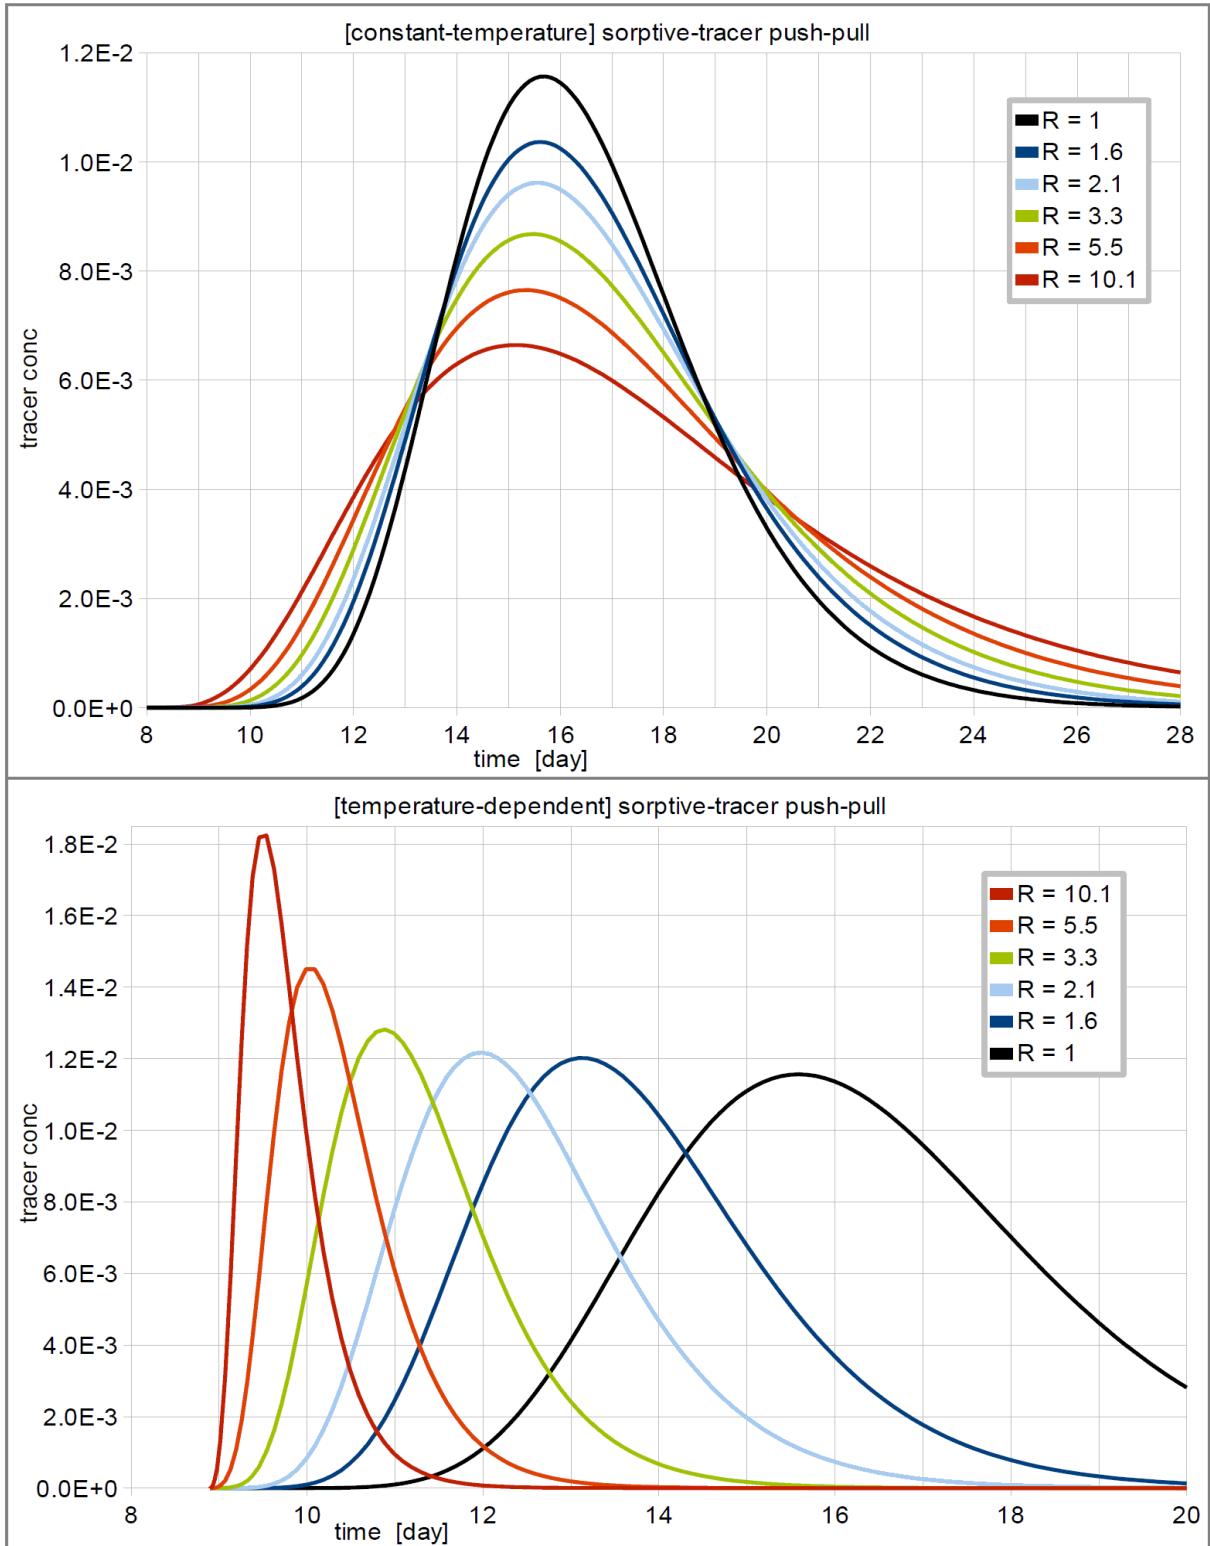 [constant-temperature] sorptive-tracer push-pull
1.2E-2
1.0E-2
8.0E-3
6.0E-3
4.0E-3
2.0E-3
0.0E+0
tracer conc
R = 1
R = 1.6
R = 2.1
R = 3.3
R = 5.5
R = 10.1
8 10 12 14 16 18 20 22 24 26 28
time [day]
[temperature-dependent] sorptive-tracer push-pull
1.8E-2
1.6E-2
1.4E-2
1.2E-2
1.0E-2
8.0E-3
6.0E-3
4.0E-3
2.0E-3
0.0E+0
tracer conc
R = 10.1
R = 5.5
R = 3.3
R = 2.1
R = 1.6
R = 1
8 10 12 14 16 18 20
time [day]